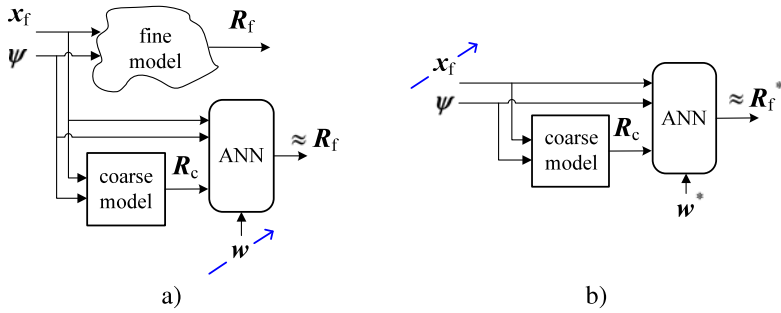 x_f
ψ
fine
model
R_f
ANN
≈ R_f
coarse
model
R_c
w
a)
x_f
ψ
ANN
≈ R_f*
coarse
model
R_c
w*
b)